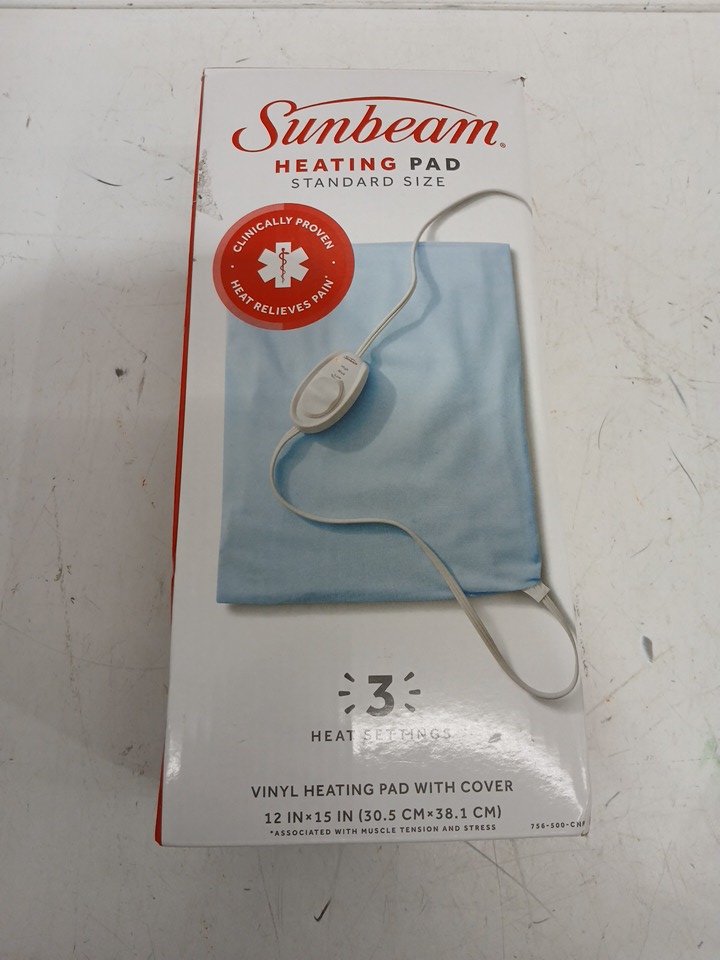 Sunbeam®
HEATING PAD
STANDARD SIZE
CLINICALLY PROVEN
HEAT RELIEVES PAIN*
3
HEAT SETTINGS
VINYL HEATING PAD WITH COVER
12 IN×15 IN (30.5 CM×38.1 CM)
*ASSOCIATED WITH MUSCLE TENSION AND STRESS